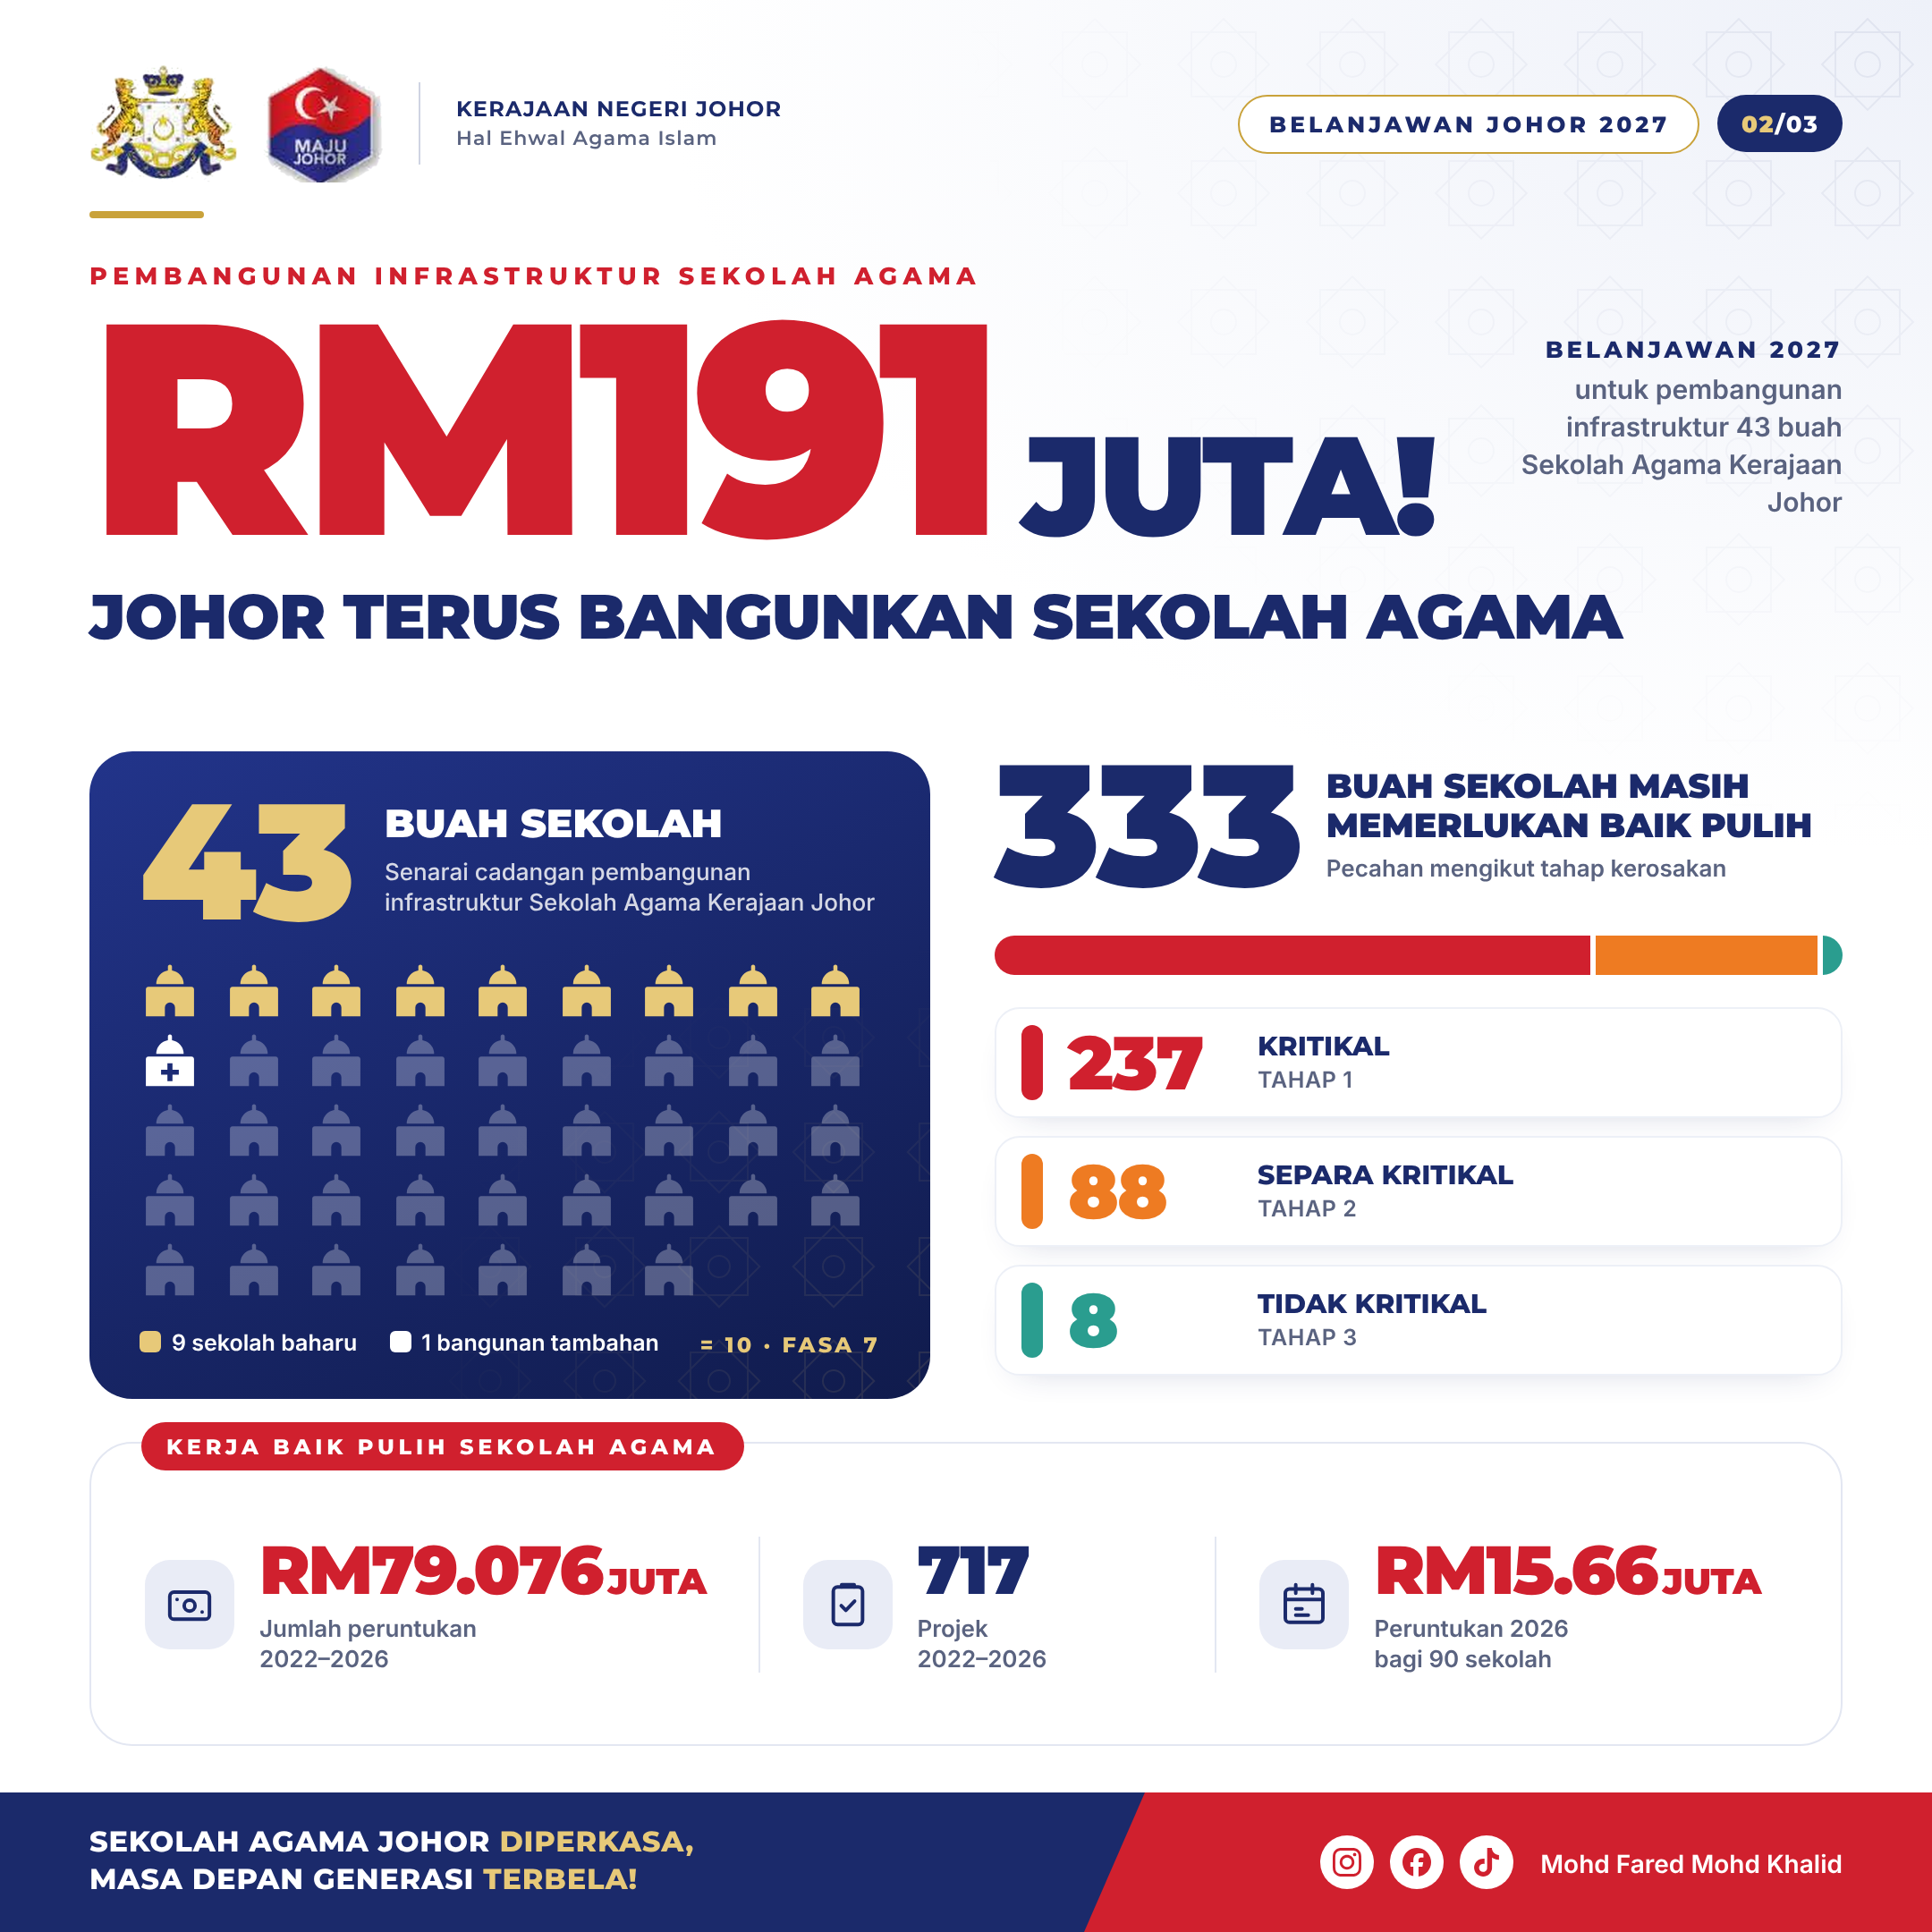 MAJU
JOHOR
KERAJAAN NEGERI JOHOR
Hal Ehwal Agama Islam
BELANJAWAN JOHOR 2027
02/03
PEMBANGUNAN INFRASTRUKTUR SEKOLAH AGAMA
RM191 JUTA!
BELANJAWAN 2027
untuk pembangunan
infrastruktur 43 buah
Sekolah Agama Kerajaan
Johor
JOHOR TERUS BANGUNKAN SEKOLAH AGAMA
43
BUAH SEKOLAH
Senarai cadangan pembangunan
infrastruktur Sekolah Agama Kerajaan Johor
9 sekolah baharu
1 bangunan tambahan
= 10 · FASA 7
333
BUAH SEKOLAH MASIH
MEMERLUKAN BAIK PULIH
Pecahan mengikut tahap kerosakan
237
KRITIKAL
TAHAP 1
88
SEPARA KRITIKAL
TAHAP 2
8
TIDAK KRITIKAL
TAHAP 3
KERJA BAIK PULIH SEKOLAH AGAMA
RM79.076 JUTA
Jumlah peruntukan
2022–2026
717
Projek
2022–2026
RM15.66 JUTA
Peruntukan 2026
bagi 90 sekolah
SEKOLAH AGAMA JOHOR DIPERKASA,
MASA DEPAN GENERASI TERBELA!
Mohd Fared Mohd Khalid